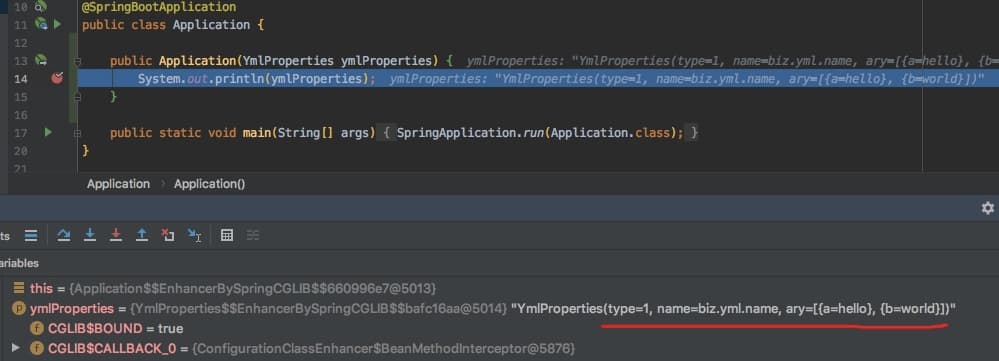 10 @SpringBootApplication
11 public class Application {
12
13 public Application(YmlProperties ymlProperties) { ymlProperties: "YmlProperties(type=1, name=biz.yml.name, ary=[{a=hello}, {b=
14 System.out.println(ymlProperties); ymlProperties: "YmlProperties(type=1, name=biz.yml.name, ary=[{a=hello}, {b=world}])"
15 }
16
17 public static void main(String[] args) { SpringApplication.run(Application.class); }
20 }
21
Application › Application()
ts
ariables
this = {Application$$EnhancerBySpringCGLIB$$660996e7@5013}
p ymlProperties = {YmlProperties$$EnhancerBySpringCGLIB$$bafc16aa@5014} "YmlProperties(type=1, name=biz.yml.name, ary=[{a=hello}, {b=world}])"
f CGLIB$BOUND = true
f CGLIB$CALLBACK_0 = {ConfigurationClassEnhancer$BeanMethodInterceptor@5876}